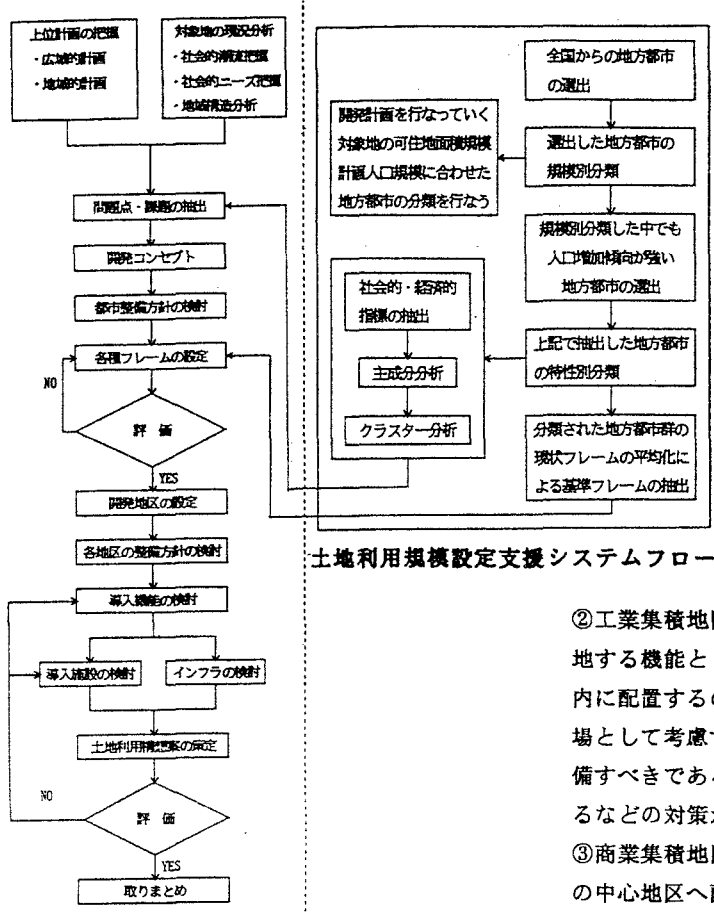 上位計画の把握
・広域的計画
・地域的計画
対象地の現況分析
・社会的潮流把握
・社会的ニーズ把握
・地域構造分析
問題点・課題の抽出
開発コンセプト
都市整備方針の検討
各種フレームの設定
NO
評 価
YES
開発地区の設定
各地区の整備方針の検討
導入機能の検討
導入施設の検討
インフラの検討
土地利用構想案の策定
NO
評 価
YES
取りまとめ
全国からの地方都市
の選出
選出した地方都市の
規模別分類
開発計画を行なっていく
対象地の可住地面積規模
計画人口規模に合わせた
地方都市の分類を行なう
規模別分類した中でも
人口増加傾向が強い
地方都市の選出
上記で抽出した地方都市
の特性別分類
社会的・経済的
指標の抽出
主成分分析
クラスター分析
分類された地方都市群の
現状フレームの平均化に
よる基準フレームの抽出
土地利用規模設定支援システムフロー
②工業集積地
地する機能と
内に配置する
場として考慮
備すべきであ
るなどの対策
③商業集積地
の中心地区へ